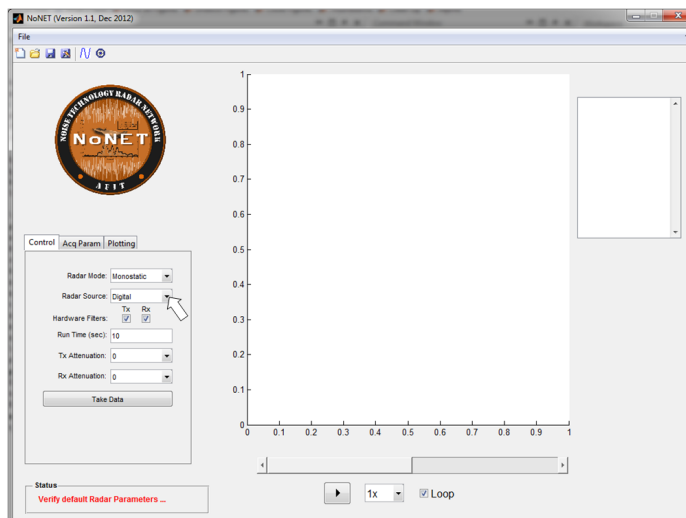 NoNET (Version 1.1, Dec 2012)
File
NOISE TECHNOLOGY RADAR NETWORK
NoNET
AFIT
Control Acq Param Plotting
Radar Mode: Monostatic
Radar Source: Digital
Tx Rx
Hardware Filters:
Run Time (sec): 10
Tx Attenuation: 0
Rx Attenuation: 0
Take Data
Status
Verify default Radar Parameters ...
1
0.9
0.8
0.7
0.6
0.5
0.4
0.3
0.2
0.1
0
0 0.1 0.2 0.3 0.4 0.5 0.6 0.7 0.8 0.9 1
1x Loop